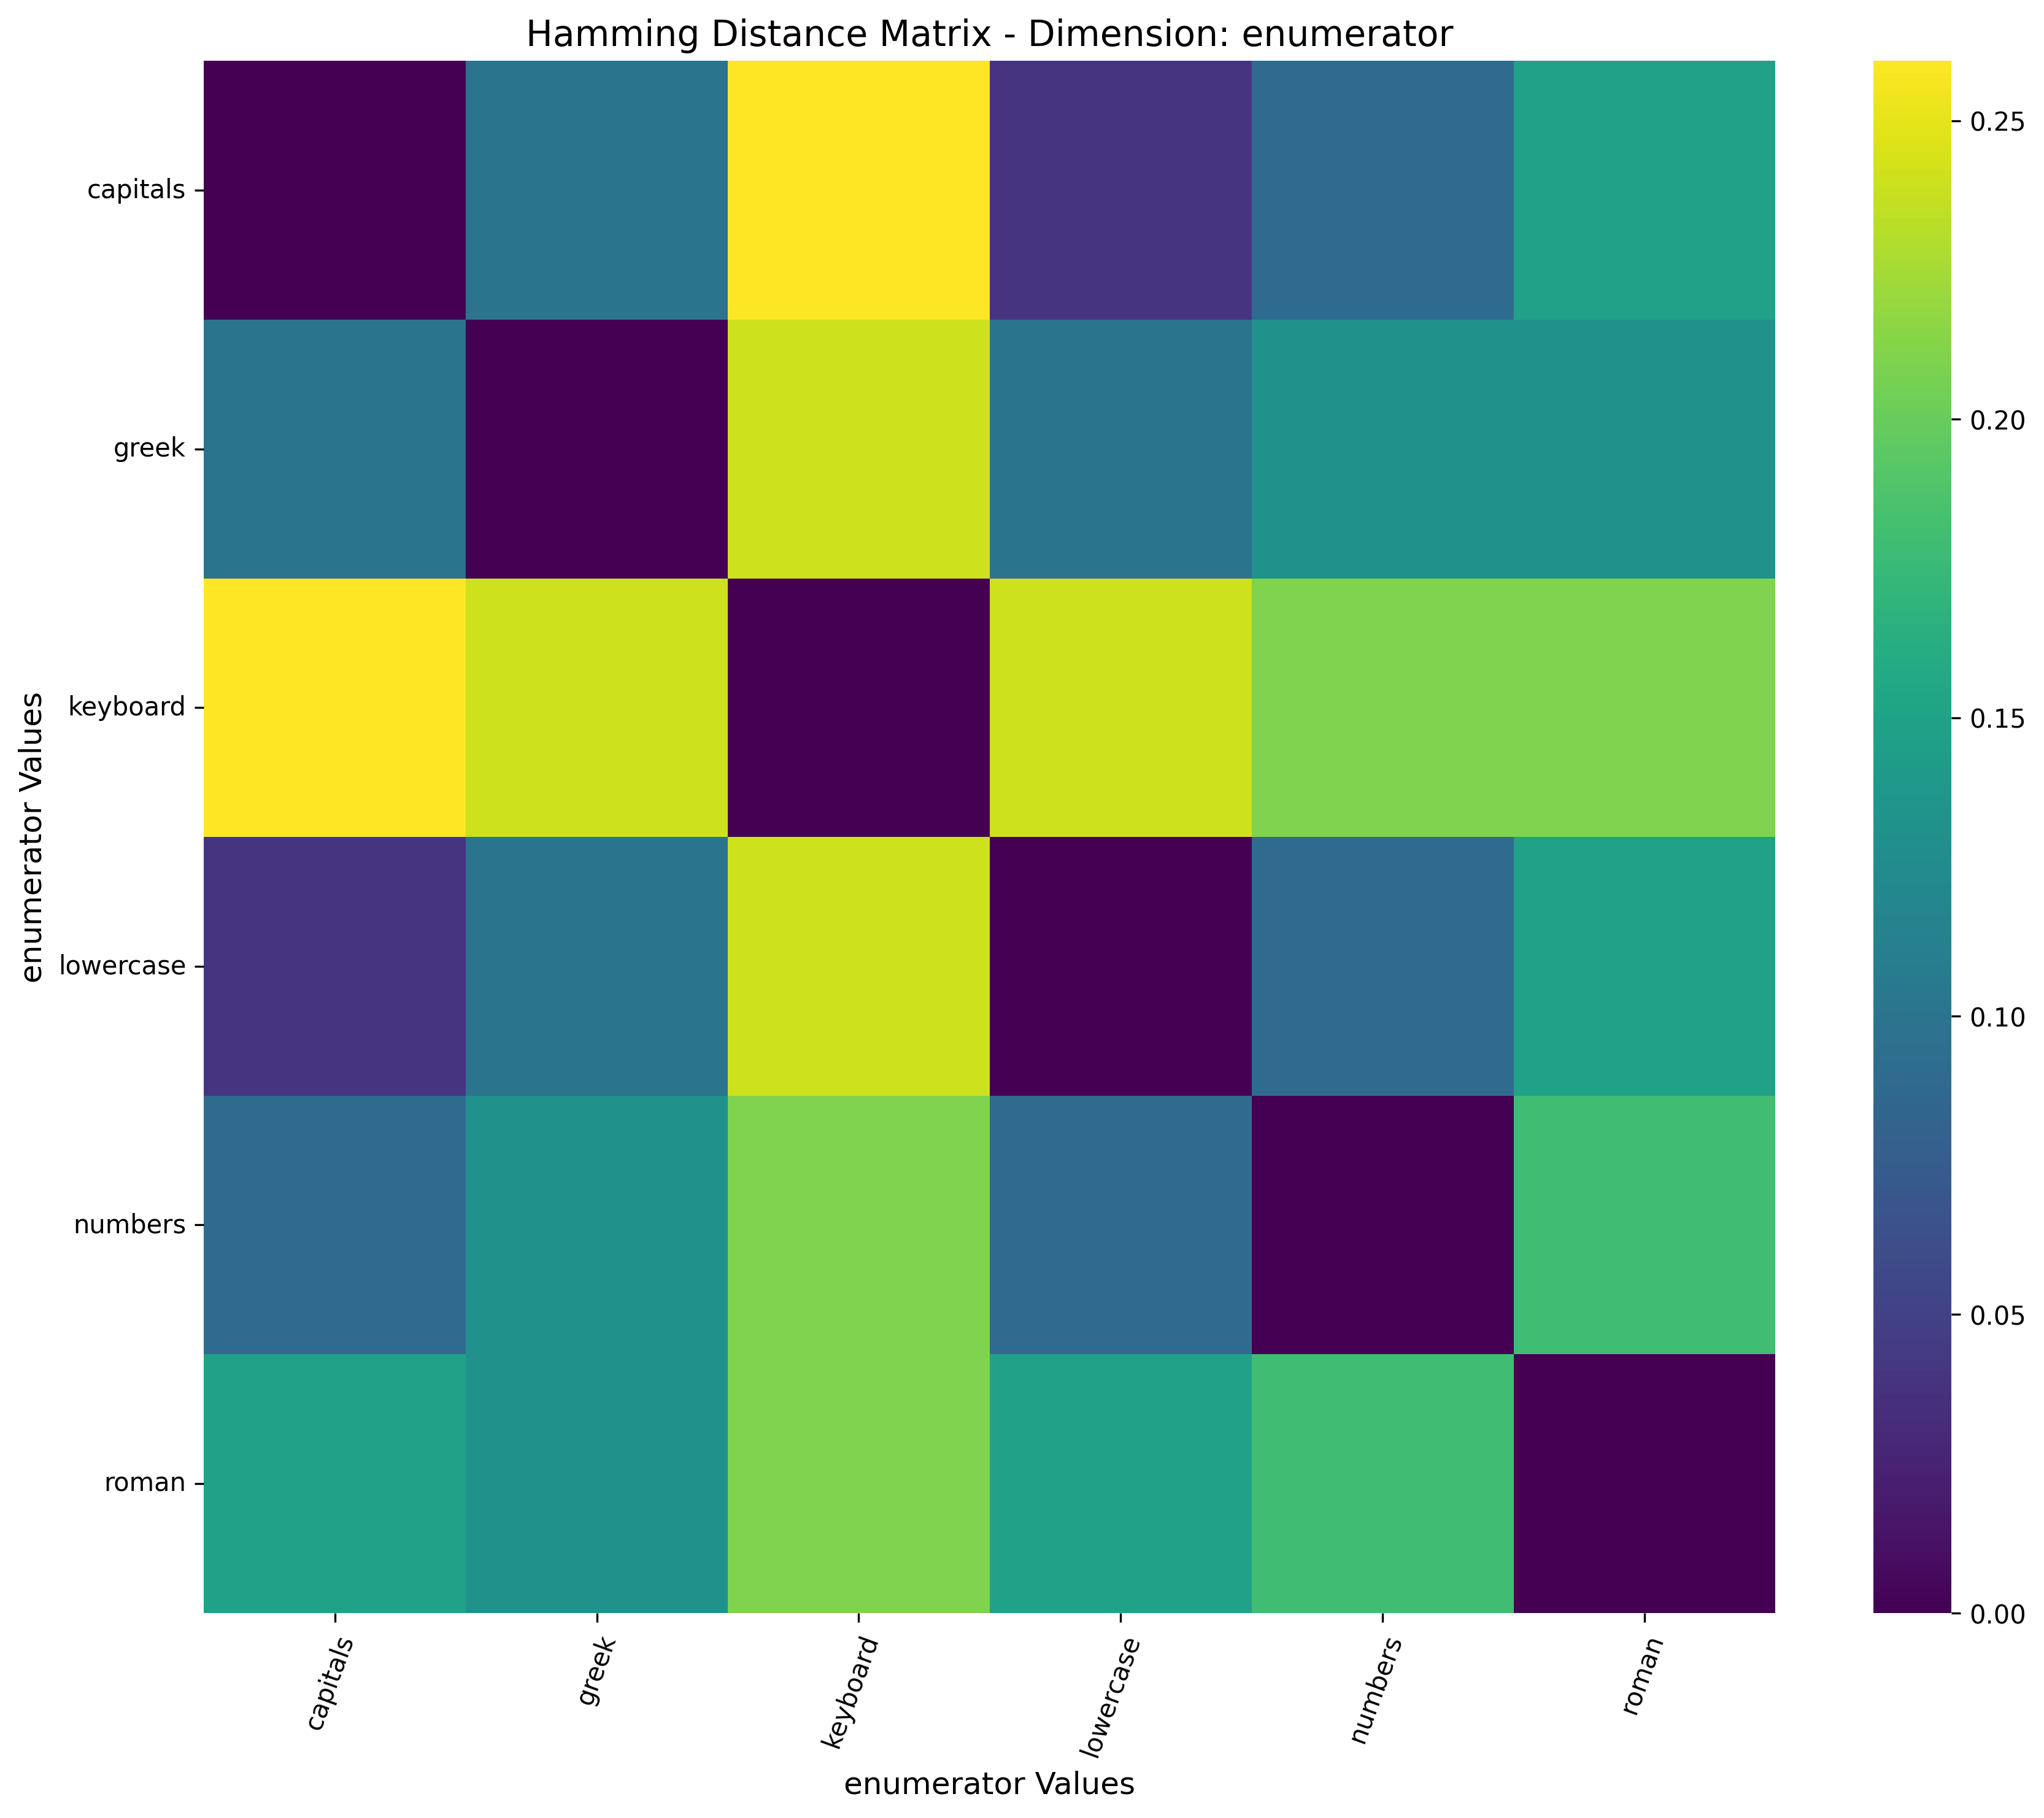 Hamming Distance Matrix - Dimension: enumerator
enumerator Values
capitals
greek
keyboard
lowercase
numbers
roman
capitals
greek
keyboard
lowercase
numbers
roman
enumerator Values
0.25
0.20
0.15
0.10
0.05
0.00